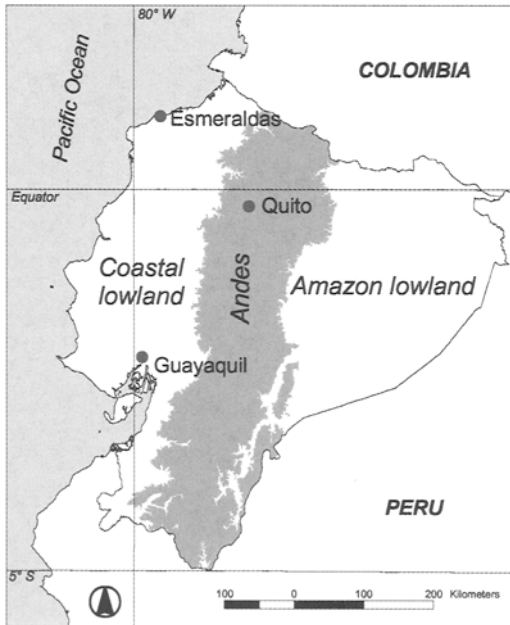 80° W
Pacific Ocean
COLOMBIA
Esmeraldas
Equator
Quito
Coastal
lowland
Andes
Amazon lowland
Guayaquil
PERU
5° S
100 0 100 200 Kilometers